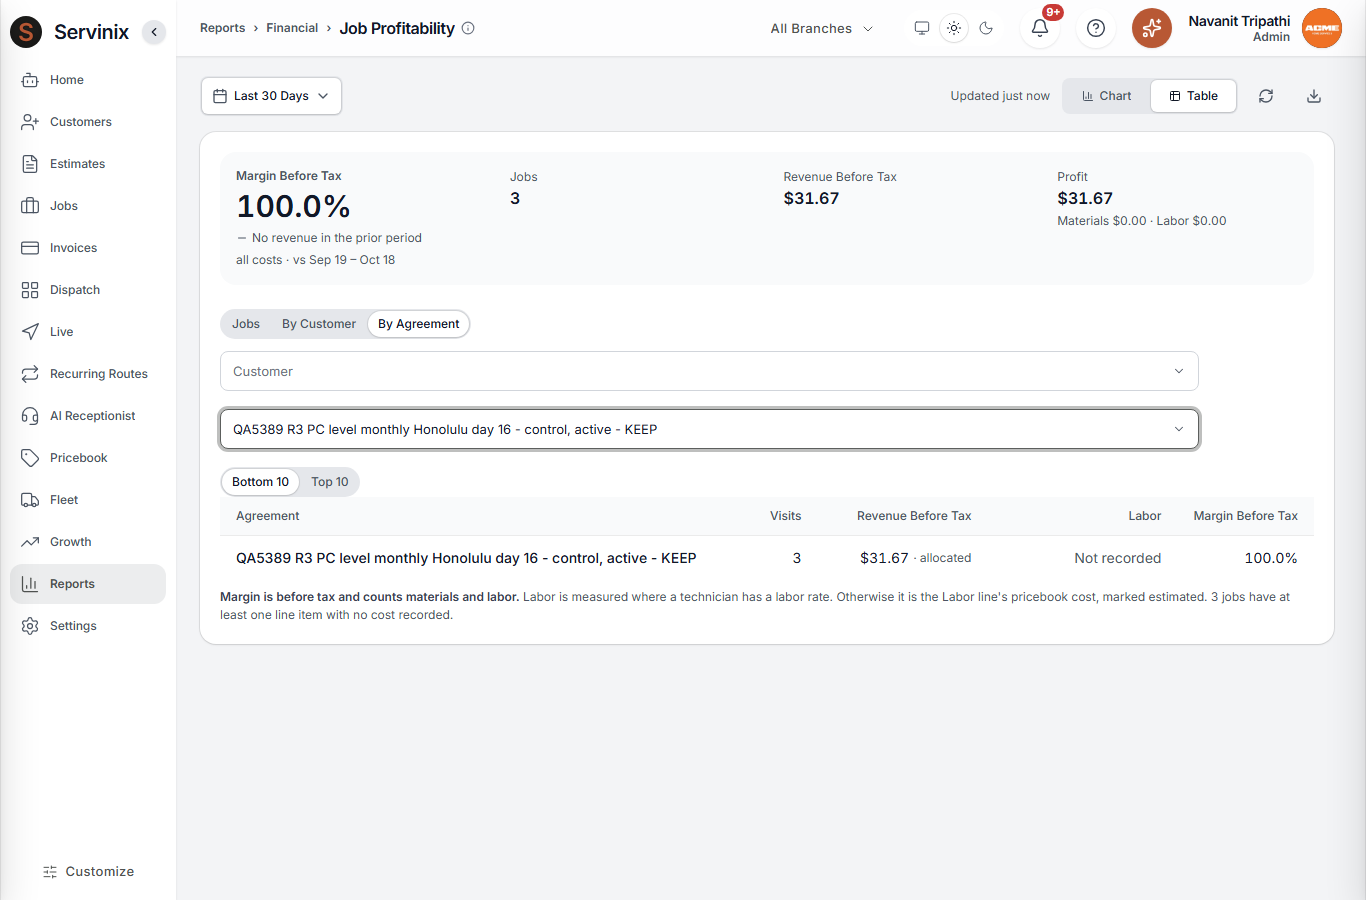 S Servinix
Reports › Financial › Job Profitability
All Branches
9+
Navanit Tripathi
Admin
ACME
Home
Customers
Estimates
Jobs
Invoices
Dispatch
Live
Recurring Routes
AI Receptionist
Pricebook
Fleet
Growth
Reports
Settings
Customize
Last 30 Days
Updated just now
Chart
Table
Margin Before Tax
100.0%
– No revenue in the prior period
all costs · vs Sep 19 – Oct 18
Jobs
3
Revenue Before Tax
$31.67
Profit
$31.67
Materials $0.00 · Labor $0.00
Jobs By Customer By Agreement
Customer
QA5389 R3 PC level monthly Honolulu day 16 - control, active - KEEP
Bottom 10 Top 10
Agreement Visits Revenue Before Tax Labor Margin Before Tax
QA5389 R3 PC level monthly Honolulu day 16 - control, active - KEEP 3 $31.67 · allocated Not recorded 100.0%
Margin is before tax and counts materials and labor. Labor is measured where a technician has a labor rate. Otherwise it is the Labor line's pricebook cost, marked estimated. 3 jobs have at
least one line item with no cost recorded.